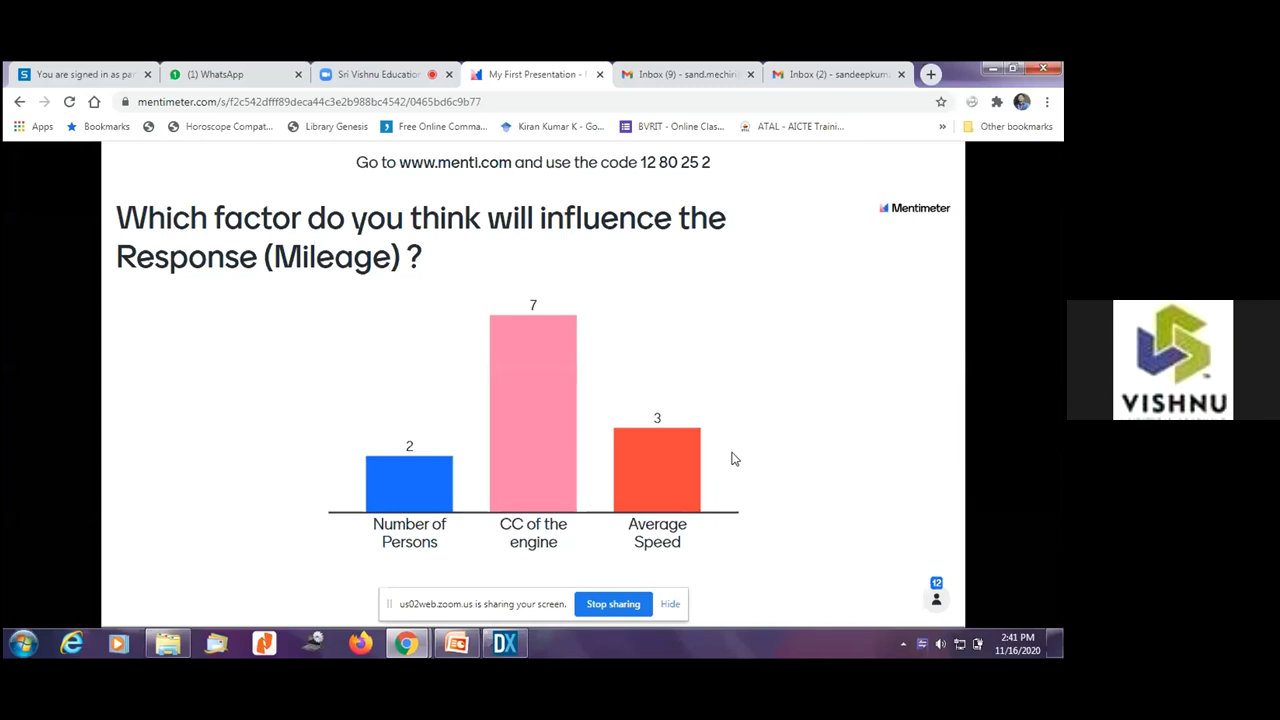 You are signed in as pa
(1) WhatsApp
Sri Vishnu Educatio
My First Presentation -
Inbox (9) - sand.mechiri
Inbox (2) - sandeepkum
mentimeter.com/s/f2c542dfff89deca44c3e2b988bc4542/0465bd6c9b77
Apps
Bookmarks
Horoscope Compat...
Library Genesis
Free Online Comma...
Kiran Kumar K - Go...
BVRIT - Online Clas...
ATAL - AICTE Traini...
»
Other bookmarks
Go to www.menti.com and use the code 12 80 25 2
Which factor do you think will influence the
Response (Mileage) ?
Mentimeter
7
3
2
Number of
Persons
CC of the
engine
Average
Speed
12
us02web.zoom.us is sharing your screen.
Stop sharing
Hide
DX
2:41 PM
11/16/2020
VISHNU